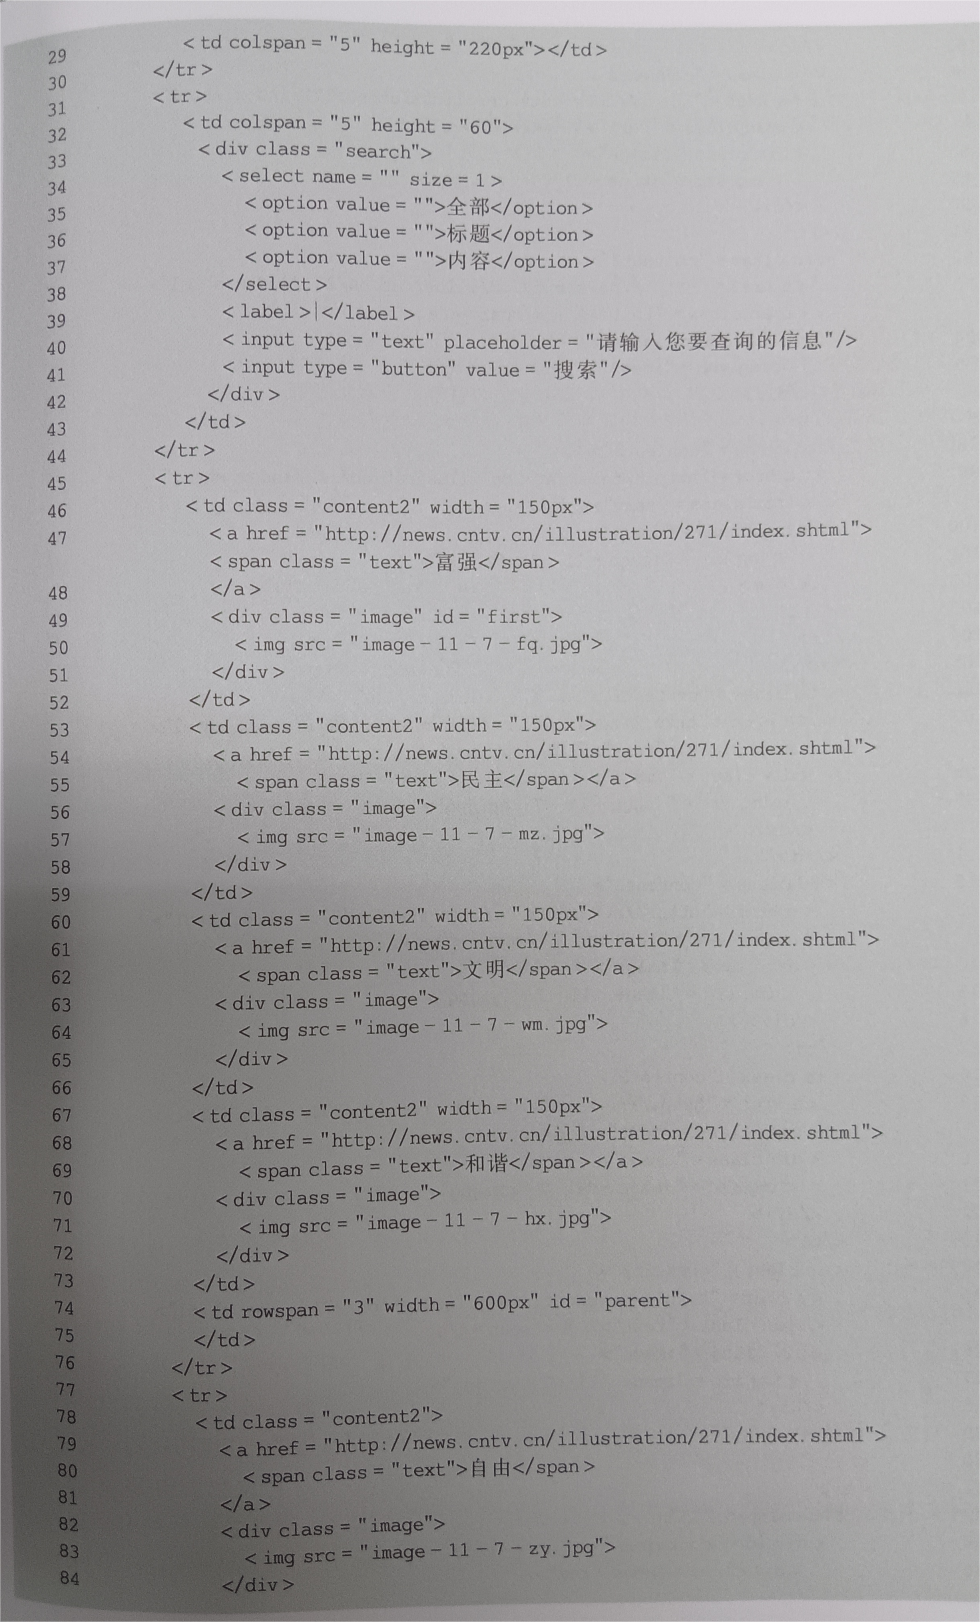 29 <td colspan = "5" height = "220px"></td>
30 </tr>
31 <tr>
32 <td colspan = "5" height = "60">
33 <div class = "search">
34 <select name = "" size = 1>
35 <option value = "">全部</option>
36 <option value = "">标题</option>
37 <option value = "">内容</option>
38 </select>
39 <label>|</label>
40 <input type = "text" placeholder = "请输入您要查询的信息"/>
41 <input type = "button" value = "搜索"/>
42 </div>
43 </td>
44 </tr>
45 <tr>
46 <td class = "content2" width = "150px">
47 <a href = "http://news.cntv.cn/illustration/271/index.shtml">
<span class = "text">富强</span>
48 </a>
49 <div class = "image" id = "first">
50 <img src = "image-11-7-fq.jpg">
51 </div>
52 </td>
53 <td class = "content2" width = "150px">
54 <a href = "http://news.cntv.cn/illustration/271/index.shtml">
55 <span class = "text">民主</span></a>
56 <div class = "image">
57 <img src = "image-11-7-mz.jpg">
58 </div>
59 </td>
60 <td class = "content2" width = "150px">
61 <a href = "http://news.cntv.cn/illustration/271/index.shtml">
62 <span class = "text">文明</span></a>
63 <div class = "image">
64 <img src = "image-11-7-wm.jpg">
65 </div>
66 </td>
67 <td class = "content2" width = "150px">
68 <a href = "http://news.cntv.cn/illustration/271/index.shtml">
69 <span class = "text">和谐</span></a>
70 <div class = "image">
71 <img src = "image-11-7-hx.jpg">
72 </div>
73 </td>
74 <td rowspan = "3" width = "600px" id = "parent">
75 </td>
76 </tr>
77 <tr>
78 <td class = "content2">
79 <a href = "http://news.cntv.cn/illustration/271/index.shtml">
80 <span class = "text">自由</span>
81 </a>
82 <div class = "image">
83 <img src = "image-11-7-zy.jpg">
84 </div>